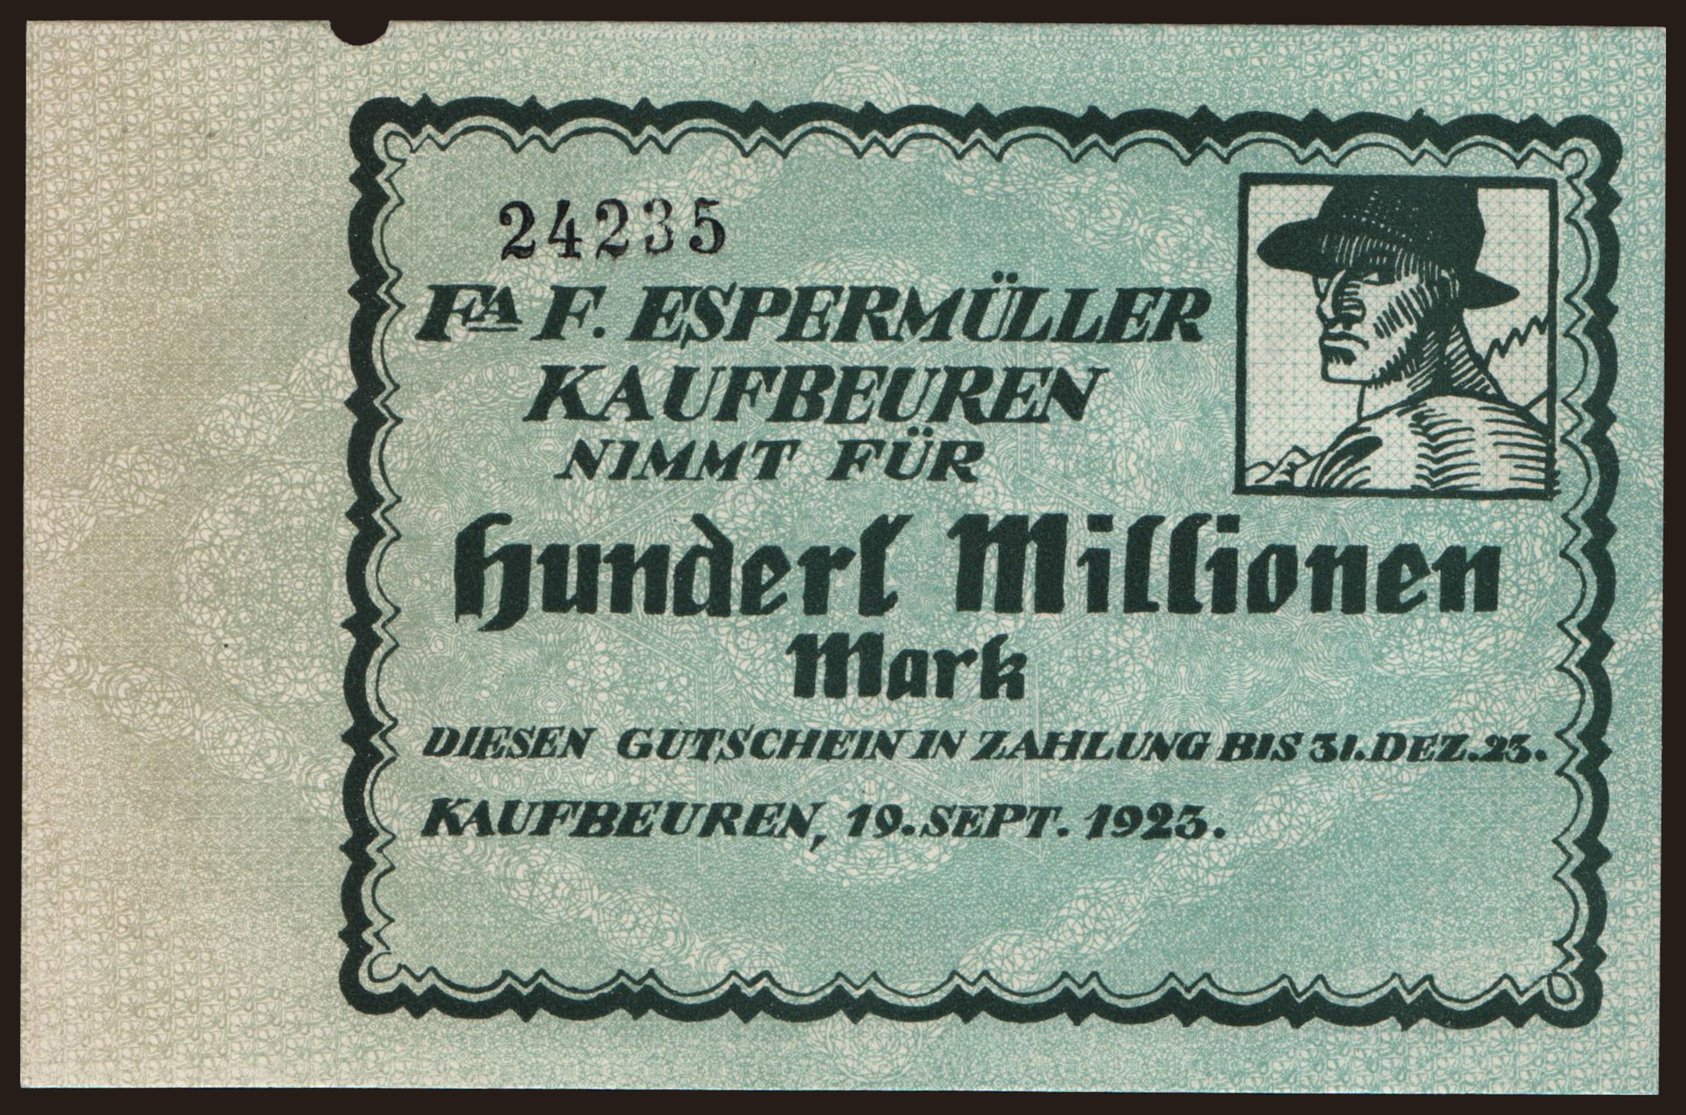 24235
FA F. ESPERMÜLLER
KAUFBEUREN
NIMMT FÜR
Hundert Millionen
Mark
DIESEN GUTSCHEIN IN ZAHLUNG BIS 31. DEZ. 23.
KAUFBEUREN, 19. SEPT. 1923.